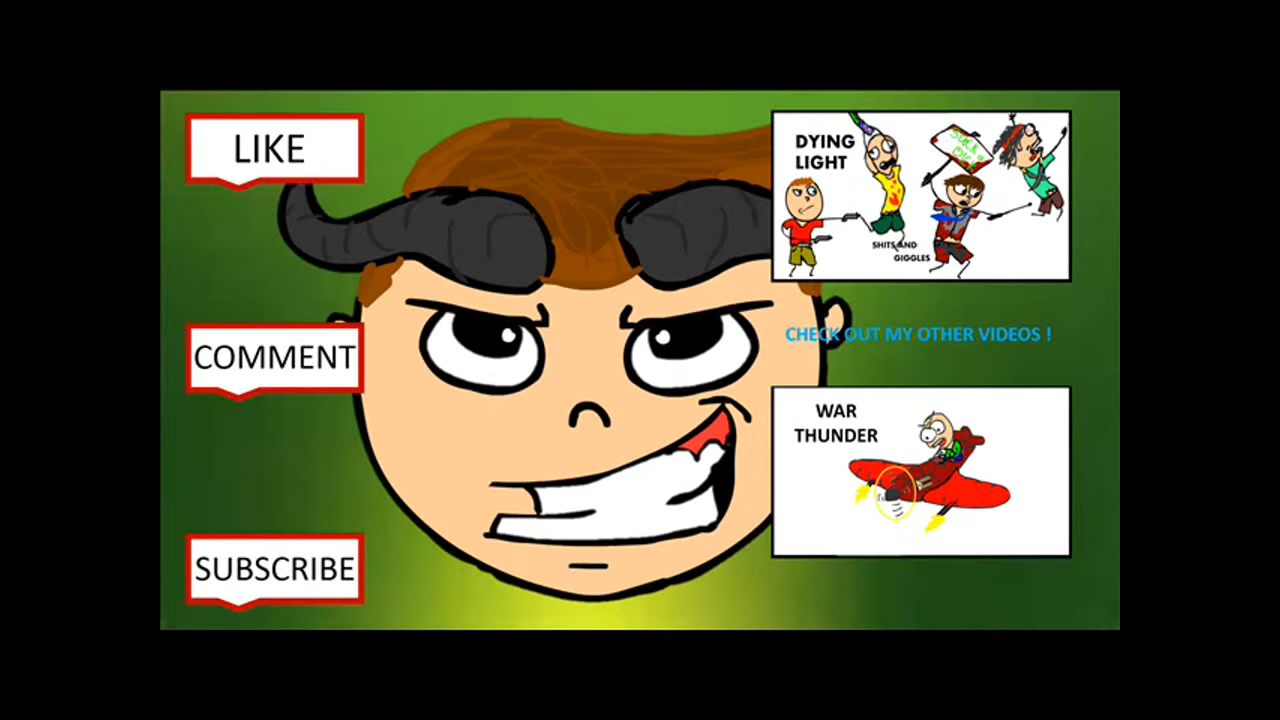 LIKE
DYING
LIGHT
SHITS AND
GIGGLES
COMMENT
CHECK OUT MY OTHER VIDEOS !
WAR
THUNDER
SUBSCRIBE